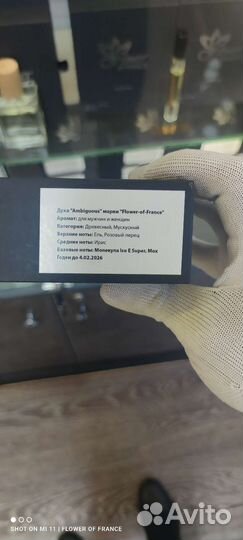 Духи "Ambiguous" марки "Flower-of-France"
Аромат: для мужчин и женщин
Категория: Древесный, Мускусный
Верхние ноты: Ель, Розовый перец
Средние ноты: Ирис
Базовые ноты: Молекула Iso E Super, Мох
Годен до 4.02.2026
SHOT ON MI 11 | FLOWER OF FRANCE
Avito